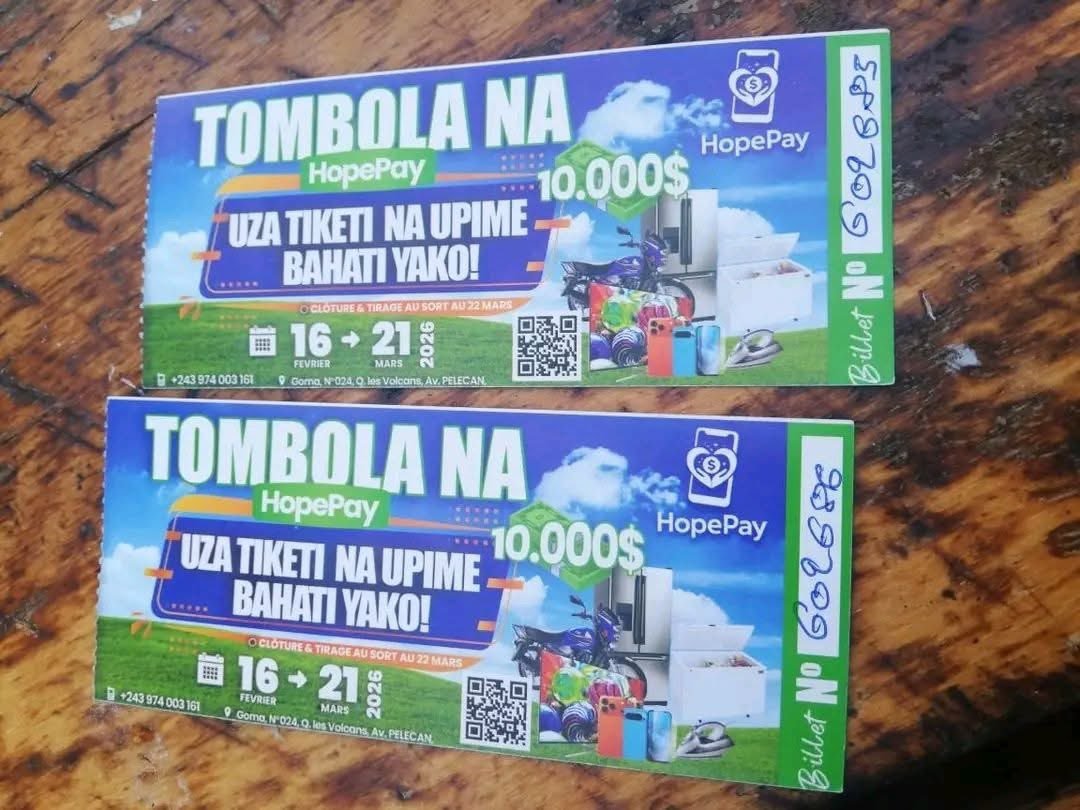 TOMBOLA NA
HopePay
UZA TIKETI NA UPIME
BAHATI YAKO!
CLÔTURE & TIRAGE AU SORT AU 22 MARS
16 → 21 2026
FEVRIER MARS
+243 974 003 161 Goma, N°024, Q. les Volcans, Av. PELECAN,
10.000$
HopePay
Billet N°
TOMBOLA NA
HopePay
UZA TIKETI NA UPIME
BAHATI YAKO!
CLÔTURE & TIRAGE AU SORT AU 22 MARS
16 → 21 2026
FEVRIER MARS
+243 974 003 161 Goma, N°024, Q. les Volcans, Av. PELECAN,
10.000$
HopePay
Billet N°